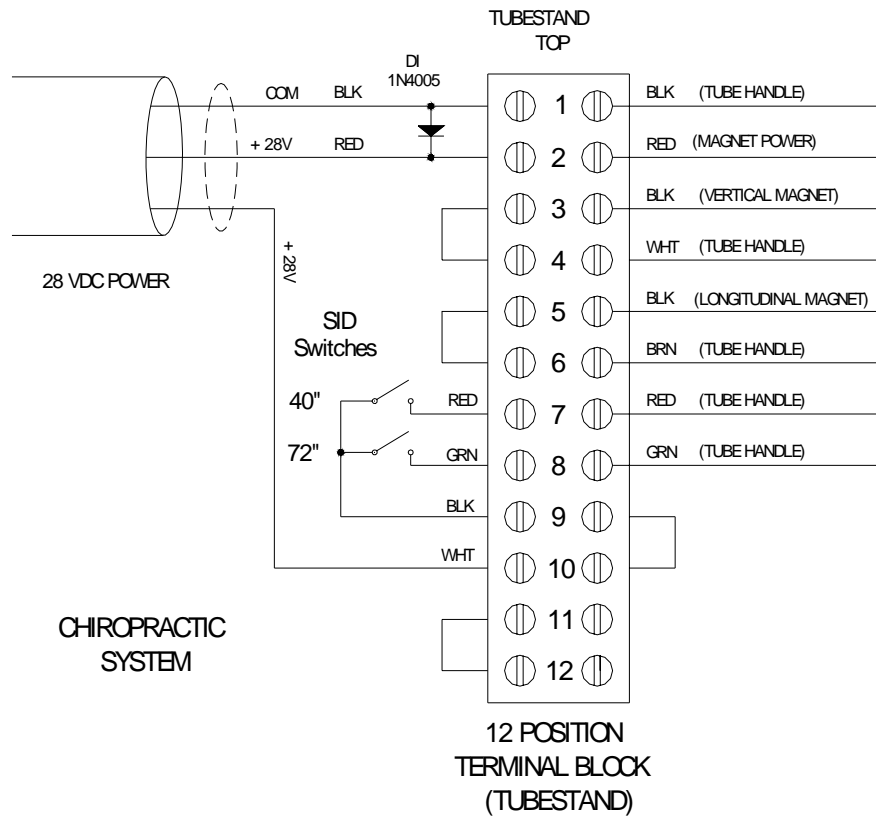 TUBESTAND
TOP
DI
1N4005
COM BLK 1 BLK (TUBE HANDLE)
+ 28V RED 2 RED (MAGNET POWER)
3 BLK (VERTICAL MAGNET)
4 WHT (TUBE HANDLE)
+ 28V
28 VDC POWER
5 BLK (LONGITUDINAL MAGNET)
SID
Switches
6 BRN (TUBE HANDLE)
40" RED 7 RED (TUBE HANDLE)
72" GRN 8 GRN (TUBE HANDLE)
BLK 9
WHT 10
11
12
CHIROPRACTIC
SYSTEM
12 POSITION
TERMINAL BLOCK
(TUBESTAND)